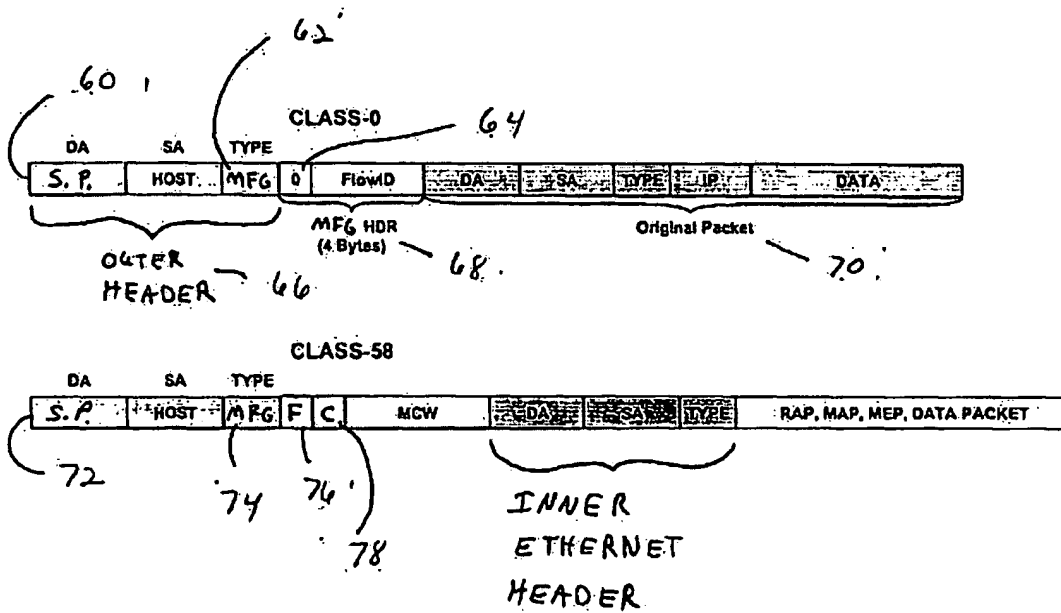 62
60
CLASS-0
64
DA SA TYPE
S.P. HOST MFG 0 FlowID DA SA TYPE IP DATA
MFG HDR
(4 Bytes)
Original Packet
OUTER
HEADER
66
68
70
CLASS-58
DA SA TYPE
S.P. HOST MFG F C MCW DA SA TYPE RAP, MAP, MEP, DATA PACKET
72
74
76
78
INNER
ETHERNET
HEADER